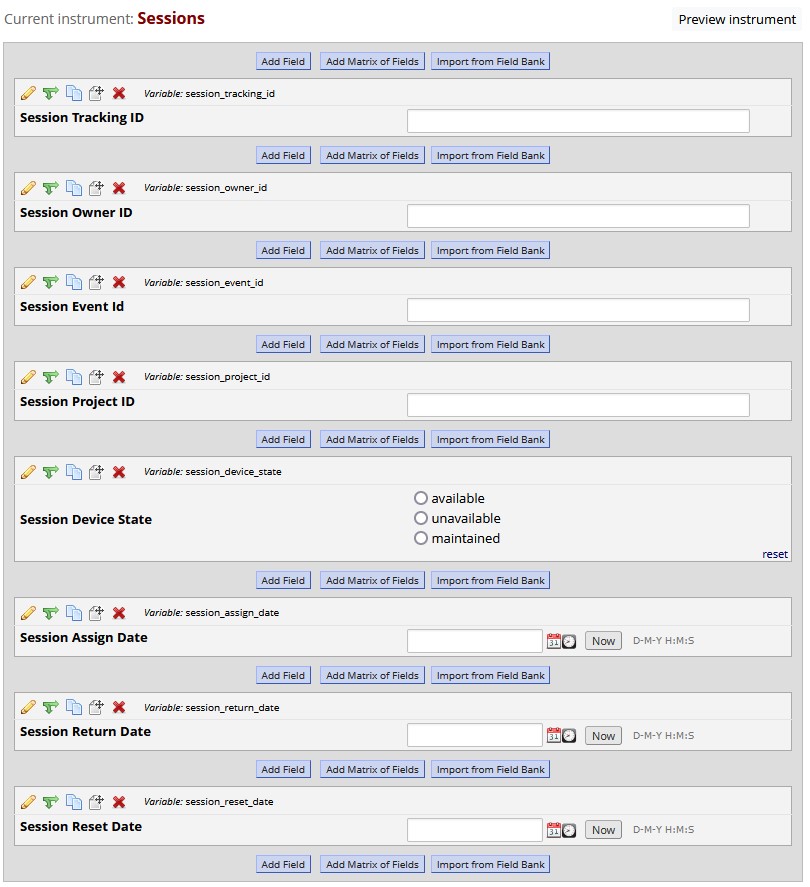 Current instrument: Sessions Preview instrument
Add Field Add Matrix of Fields Import from Field Bank
Variable: session_tracking_id
Session Tracking ID
Add Field Add Matrix of Fields Import from Field Bank
Variable: session_owner_id
Session Owner ID
Add Field Add Matrix of Fields Import from Field Bank
Variable: session_event_id
Session Event Id
Add Field Add Matrix of Fields Import from Field Bank
Variable: session_project_id
Session Project ID
Add Field Add Matrix of Fields Import from Field Bank
Variable: session_device_state
Session Device State
available
unavailable
maintained
reset
Add Field Add Matrix of Fields Import from Field Bank
Variable: session_assign_date
Session Assign Date 31 Now D-M-Y H:M:S
Add Field Add Matrix of Fields Import from Field Bank
Variable: session_return_date
Session Return Date 31 Now D-M-Y H:M:S
Add Field Add Matrix of Fields Import from Field Bank
Variable: session_reset_date
Session Reset Date 31 Now D-M-Y H:M:S
Add Field Add Matrix of Fields Import from Field Bank